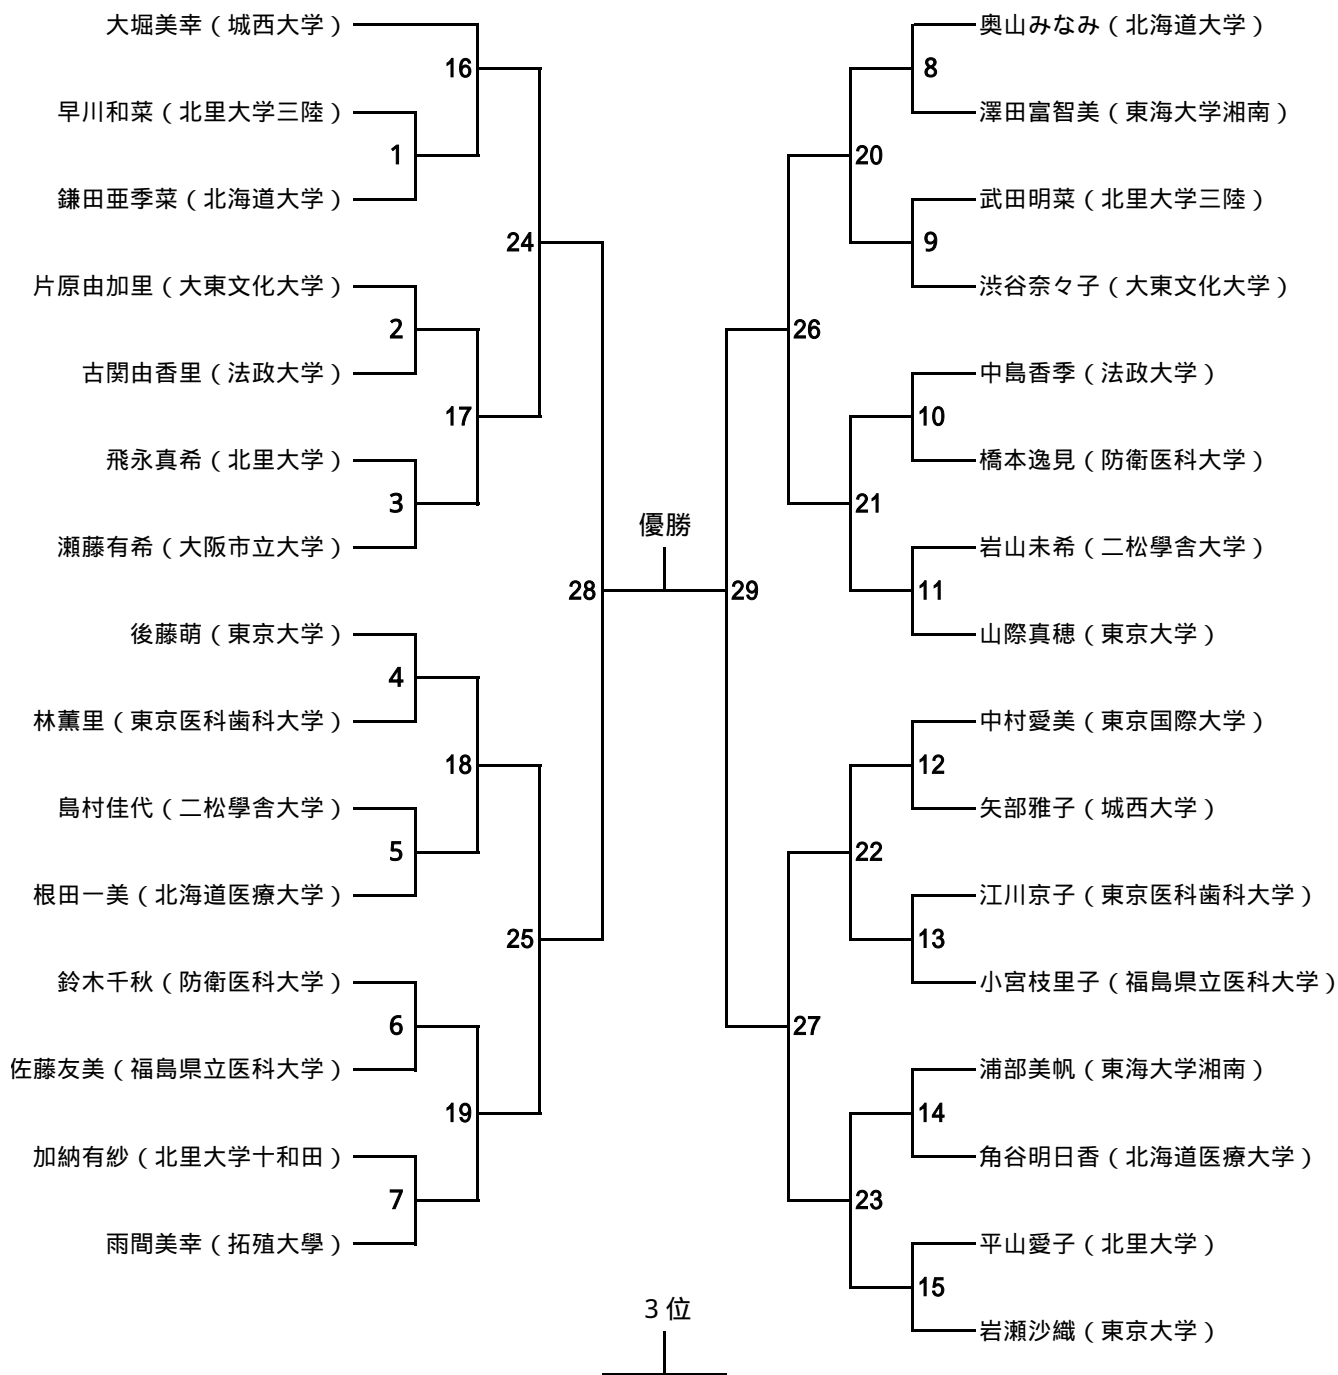 大堀美幸（城西大学）
16
早川和菜（北里大学三陸）
1
鎌田亜季菜（北海道大学）
24
片原由加里（大東文化大学）
2
古関由香里（法政大学）
17
飛永真希（北里大学）
3
瀬藤有希（大阪市立大学）
28
後藤萌（東京大学）
4
林薫里（東京医科歯科大学）
18
島村佳代（二松學舎大学）
5
根田一美（北海道医療大学）
25
鈴木千秋（防衛医科大学）
6
佐藤友美（福島県立医科大学）
19
加納有紗（北里大学十和田）
7
雨間美幸（拓殖大學）
優勝
3位
奥山みなみ（北海道大学）
8
澤田富智美（東海大学湘南）
20
武田明菜（北里大学三陸）
9
渋谷奈々子（大東文化大学）
26
中島香季（法政大学）
10
橋本逸見（防衛医科大学）
21
岩山未希（二松學舎大学）
11
29
山際真穂（東京大学）
中村愛美（東京国際大学）
12
矢部雅子（城西大学）
22
江川京子（東京医科歯科大学）
13
小宮枝里子（福島県立医科大学）
27
浦部美帆（東海大学湘南）
14
角谷明日香（北海道医療大学）
23
平山愛子（北里大学）
15
岩瀬沙織（東京大学）